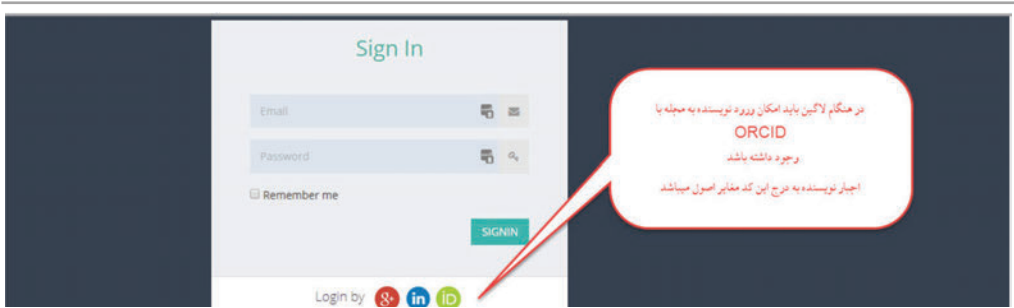 Sign In
Email
Password
Remember me
SIGNIN
Login by
در هنگام لاگین باید امکان ورود نویسنده به مجله با
ORCID
وجود داشته باشد
اجبار نویسنده به درج این کد مغایر اصول میباشد